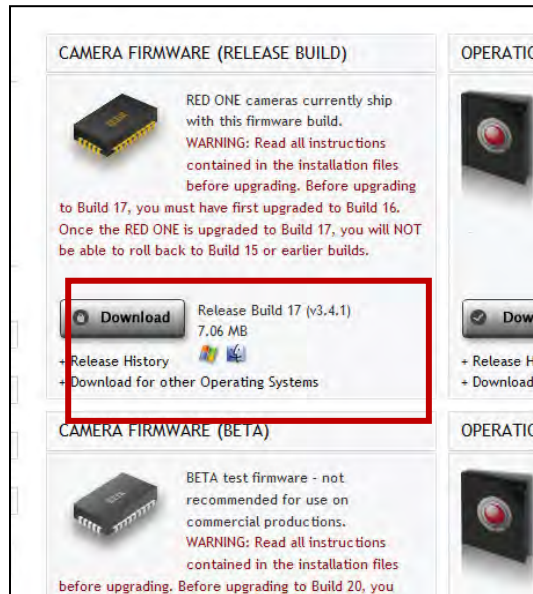 CAMERA FIRMWARE (RELEASE BUILD)
OPERATIO
RED ONE cameras currently ship
with this firmware build.
WARNING: Read all instructions
contained in the installation files
before upgrading. Before upgrading
to Build 17, you must have first upgraded to Build 16.
Once the RED ONE is upgraded to Build 17, you will NOT
be able to roll back to Build 15 or earlier builds.
Download
Release Build 17 (v3.4.1)
7.06 MB
+ Release History
+ Download for other Operating Systems
Dow
+ Release H
+ Download
CAMERA FIRMWARE (BETA)
OPERATIO
BETA
BETA test firmware - not
recommended for use on
commercial productions.
WARNING: Read all instructions
contained in the installation files
before upgrading. Before upgrading to Build 20, you